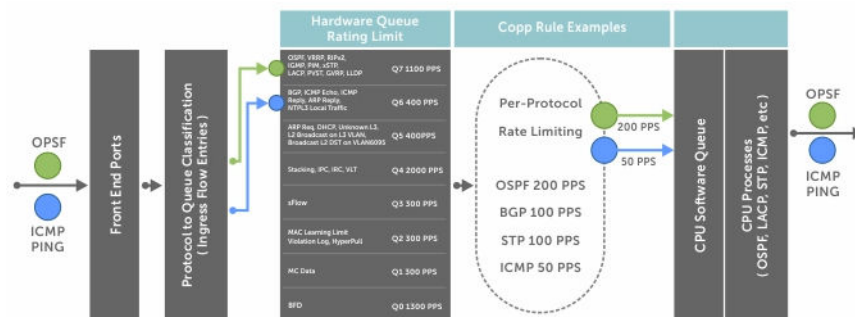 Hardware Queue
Rating Limit
Copp Rule Examples
OPSF
ICMP
PING
Front End Ports
Protocol to Queue Classification
( Ingress Flow Entries )
OSPF, VRRP, RIPv2,
IGMP, PIM, xSTP,
LACP, PVST, GVRP, LLDP
Q7 1100 PPS
BGP, ICMP Echo, ICMP
Reply, ARP Reply,
NTPL3 Local Traffic
Q6 400 PPS
ARP Req, DHCP, Unknown L3,
L2 Broadcast on L3 VLAN,
Broadcast L2 DST on VLAN6095
Q5 400PPS
Stacking, IPC, IRC, VLT
Q4 2000 PPS
sFlow
Q3 300 PPS
MAC Learning Limit
Violation Log, HyperPull
Q2 300 PPS
MC Data
Q1 300 PPS
BFD
Q0 1300 PPS
Per-Protocol
Rate Limiting
OSPF 200 PPS
BGP 100 PPS
STP 100 PPS
ICMP 50 PPS
200 PPS
50 PPS
CPU Software Queue
CPU Processes
( OSPF, LACP, STP, ICMP, etc )
OPSF
ICMP
PING